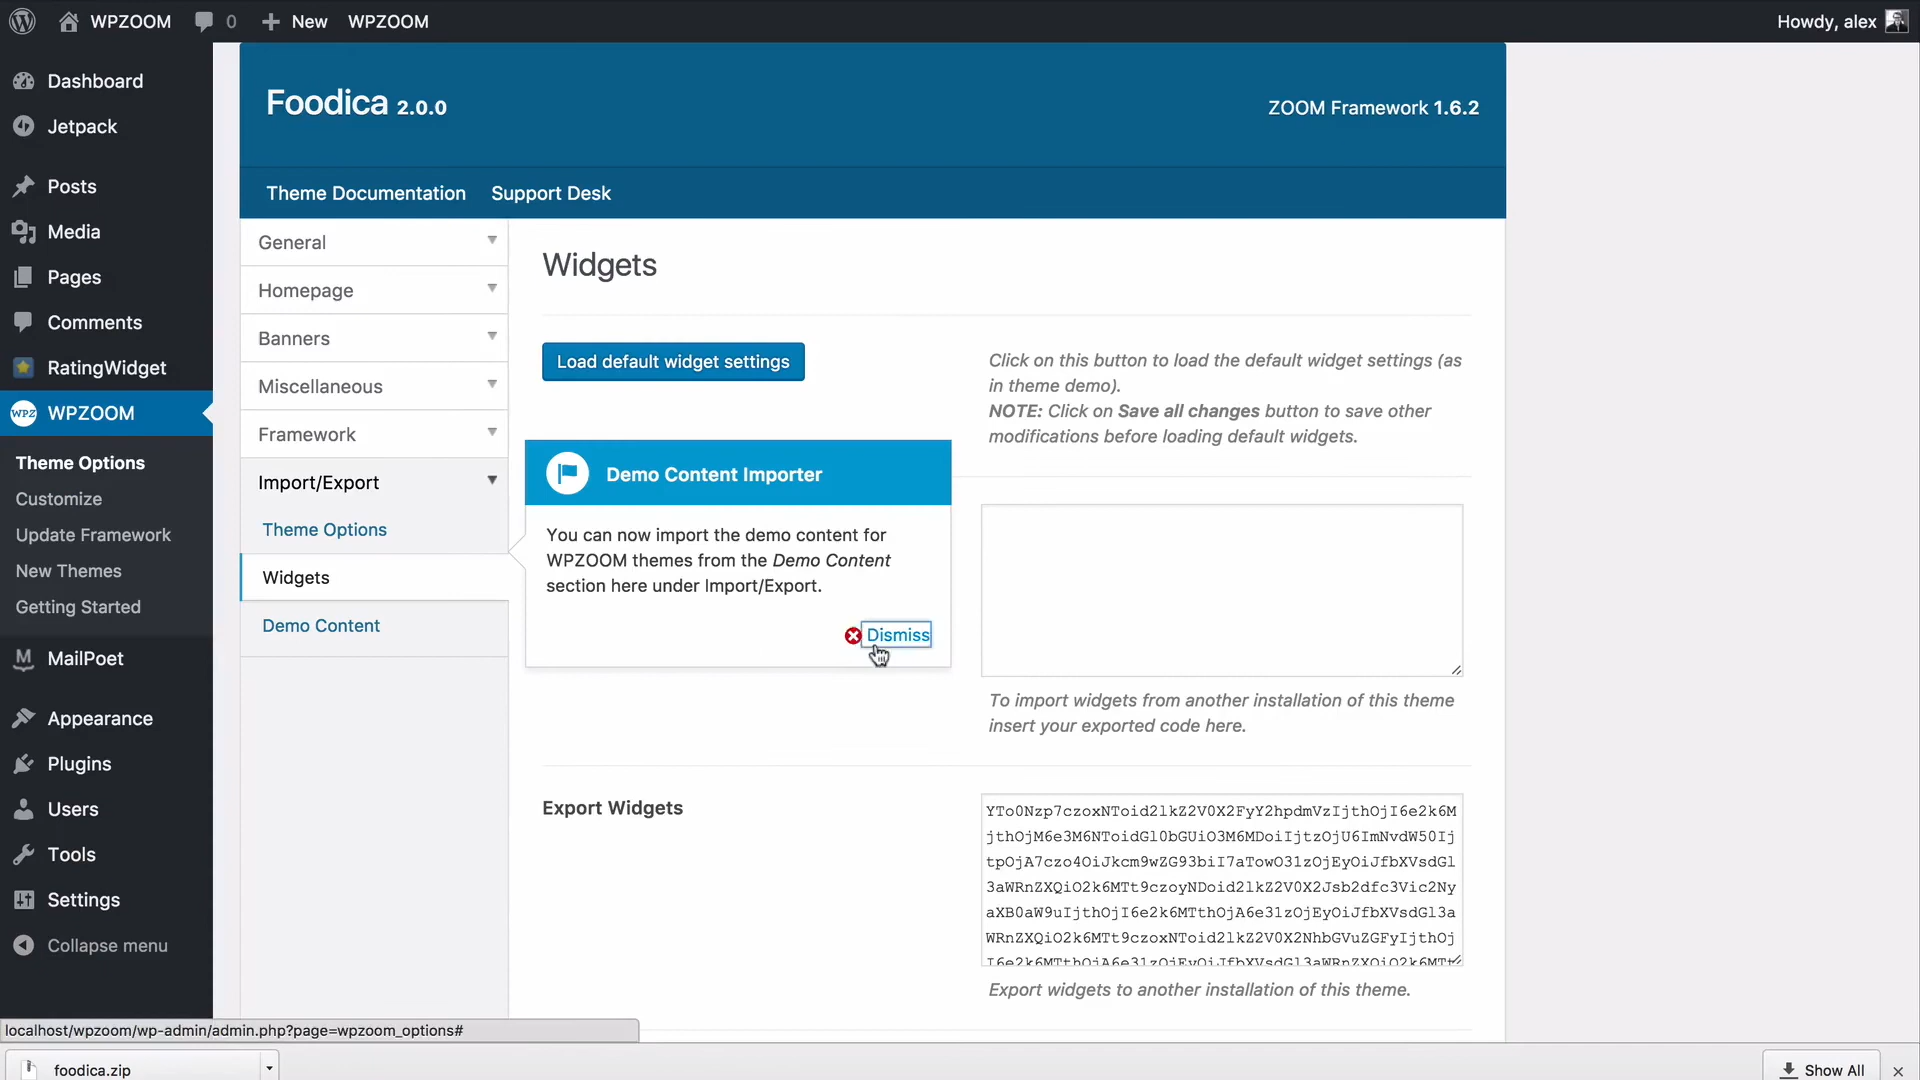 WPZOOM
0
New
WPZOOM
Howdy, alex
Dashboard
Jetpack
Posts
Media
Pages
Comments
RatingWidget
WPZ
WPZOOM
Theme Options
Customize
Update Framework
New Themes
Getting Started
MailPoet
Appearance
Plugins
Users
Tools
Settings
Collapse menu
Foodica 2.0.0
ZOOM Framework 1.6.2
Theme Documentation
Support Desk
General
Homepage
Banners
Miscellaneous
Framework
Import/Export
Theme Options
Widgets
Demo Content
Widgets
Load default widget settings
Click on this button to load the default widget settings (as
in theme demo).
NOTE: Click on Save all changes button to save other
modifications before loading default widgets.
Demo Content Importer
You can now import the demo content for
WPZOOM themes from the Demo Content
section here under Import/Export.
Dismiss
To import widgets from another installation of this theme
insert your exported code here.
Export Widgets
YTo0Nzp7czoxNToid2lkZ2V0X2FyY2hpdmVzIjthOjI6e2k6M
jthOjM6e3M6NToidGl0bGUiO3M6MDoiIjtzOjU6ImNvdW50Ij
tpOjA7czo4OiJkcm9wZG93biI7aTowO31zOjEyOiJfbXVsdGl
3aWRnZXQiO2k6MTt9czoyNDoid2lkZ2V0X2Jsb2dfc3Vic2Ny
aXB0aW9uIjthOjI6e2k6MTthOjA6e31zOjEyOiJfbXVsdGl3a
WRnZXQiO2k6MTt9czoxNToid2lkZ2V0X2NhbGVuZGFyIjthOj
I6e2k6MTthOjA6e31zOjEyOiJfbXVsdGl3aWRnZXQiO2k6MTt
Export widgets to another installation of this theme.
localhost/wpzoom/wp-admin/admin.php?page=wpzoom_options#
foodica.zip
Show All